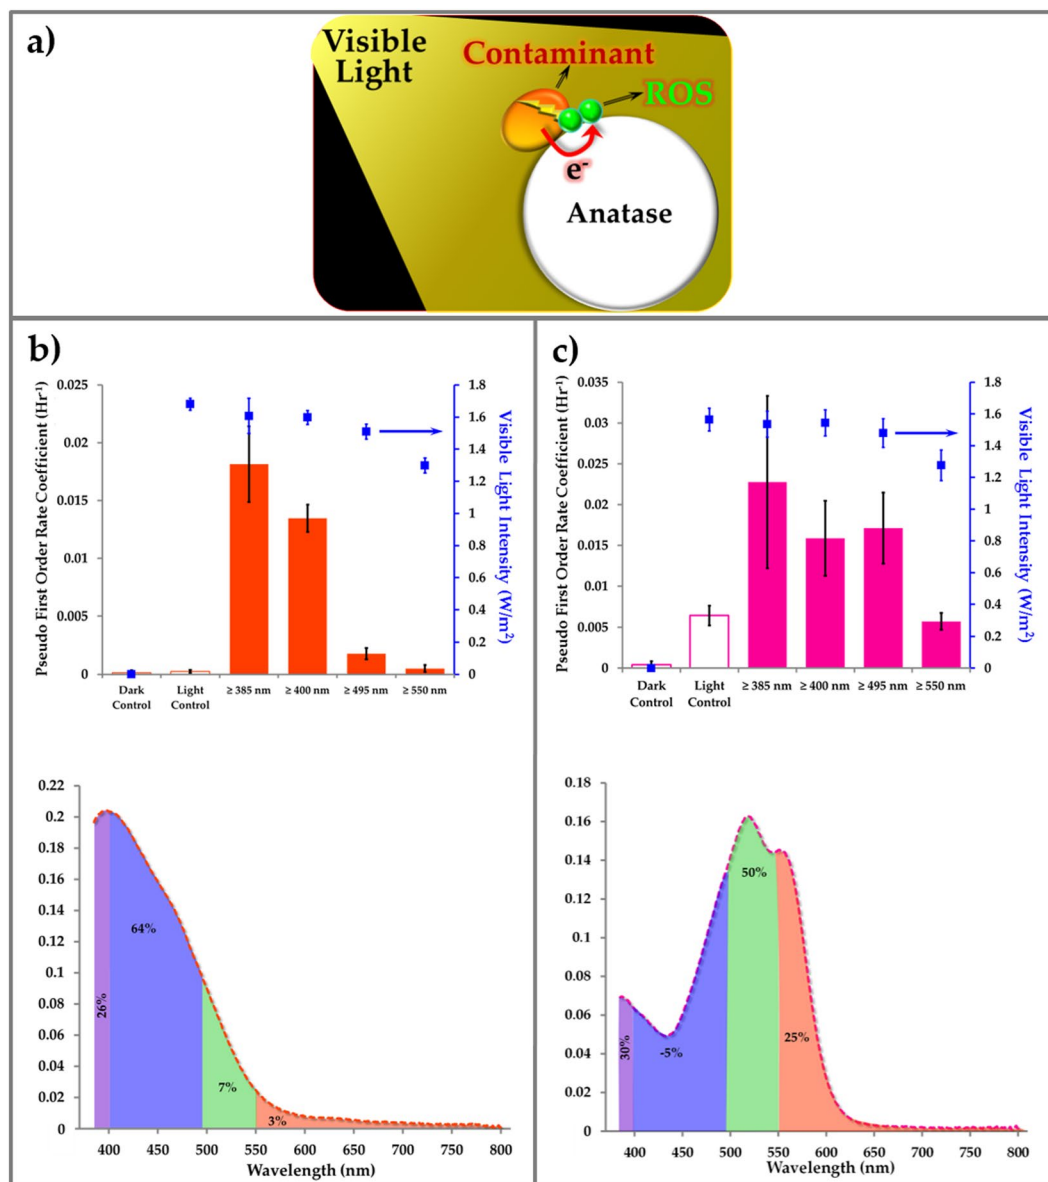 a)
Visible
Light
Contaminant
ROS
e-
Anatase
b)
Pseudo First Order Rate Coefficient (Hr-1)
0.025
0.02
0.015
0.01
0.005
0
1.8
1.6
1.4
1.2
1
0.8
0.6
0.4
0.2
0
Visible Light Intensity (W/m2)
Dark Control
Light Control
≥ 385 nm
≥ 400 nm
≥ 495 nm
≥ 550 nm
0.22
0.2
0.18
0.16
0.14
0.12
0.1
0.08
0.06
0.04
0.02
0
26%
64%
7%
3%
400 450 500 550 600 650 700 750 800
Wavelength (nm)
c)
Pseudo First Order Rate Coefficient (Hr-1)
0.035
0.03
0.025
0.02
0.015
0.01
0.005
0
1.8
1.6
1.4
1.2
1
0.8
0.6
0.4
0.2
0
Visible Light Intensity (W/m2)
Dark Control
Light Control
≥ 385 nm
≥ 400 nm
≥ 495 nm
≥ 550 nm
0.18
0.16
0.14
0.12
0.1
0.08
0.06
0.04
0.02
0
30%
-5%
50%
25%
400 450 500 550 600 650 700 750 800
Wavelength (nm)